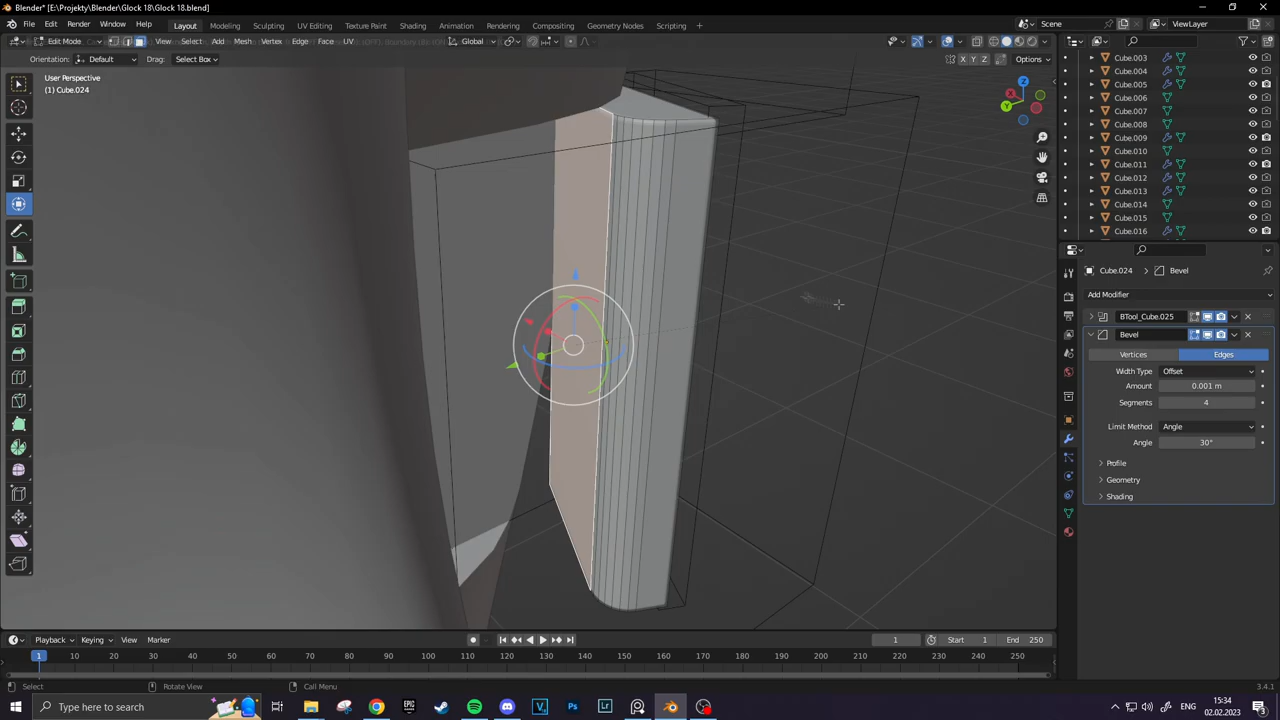 Blender* [E:\Projekty\Blender\Glock 18\Glock 18.blend]
File Edit Render Window Help Layout Modeling Sculpting UV Editing Texture Paint Shading Animation Rendering Compositing Geometry Nodes Scripting Scene ViewLayer
Edit Mode View Select Add Mesh Vertex Edge Face UV Global
Orientation: Default Drag: Select Box X Y Z Options
User Perspective
(1) Cube.024
Z
X
Y
Cube.003
Cube.004
Cube.005
Cube.006
Cube.007
Cube.008
Cube.009
Cube.010
Cube.011
Cube.012
Cube.013
Cube.014
Cube.015
Cube.016
Cube.024 Bevel
Add Modifier
BTool_Cube.025
Bevel
Vertices Edges
Width Type Offset
Amount 0.001 m
Segments 4
Limit Method Angle
Angle 30°
Profile
Geometry
Shading
Playback Keying View Marker 1 Start 1 End 250
1 10 20 30 40 50 60 70 80 90 100 110 120 130 140 150 160 170 180 190 200 210 220 230 240 250
Select Rotate View Call Menu 3.4.1
Type here to search ENG 15:34
02.02.2023